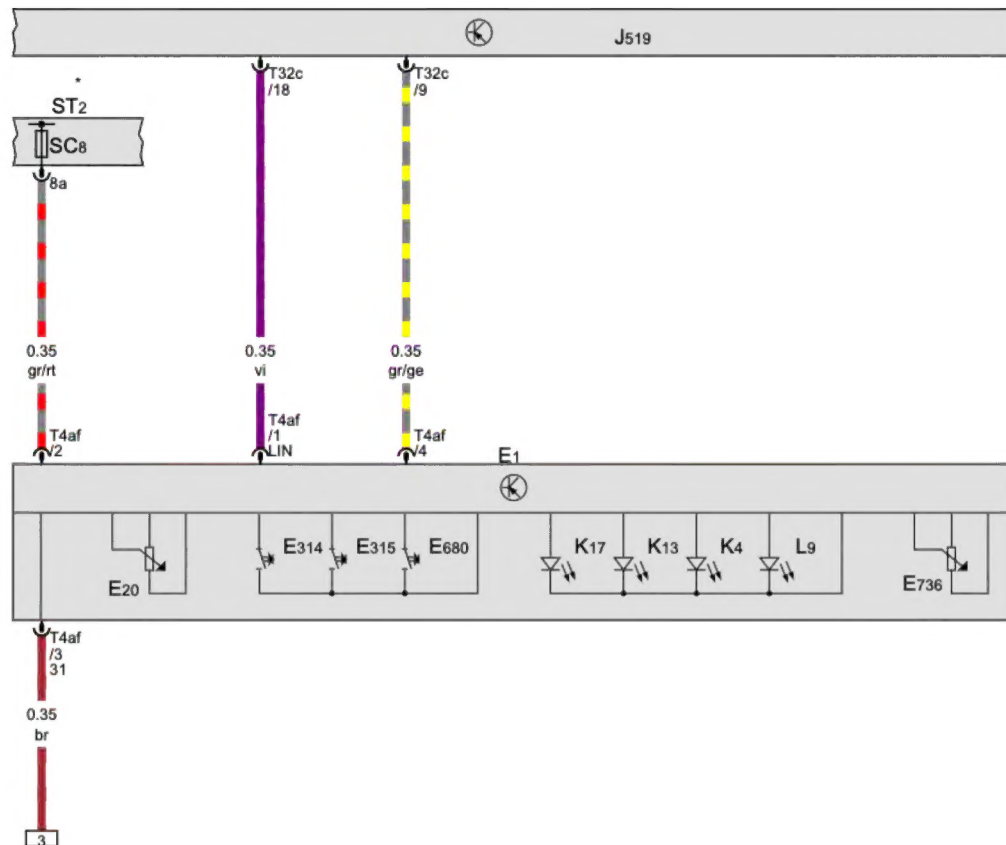 J519
*
ST2
SC8
8a
T32c
/18
T32c
/9
0.35
gr/rt
0.35
vi
0.35
gr/ge
T4af
/2
T4af
/1
LIN
T4af
/4
E1
E20
E314
E315
E680
K17
K13
K4
L9
E736
T4af
/3
31
0.35
br
3